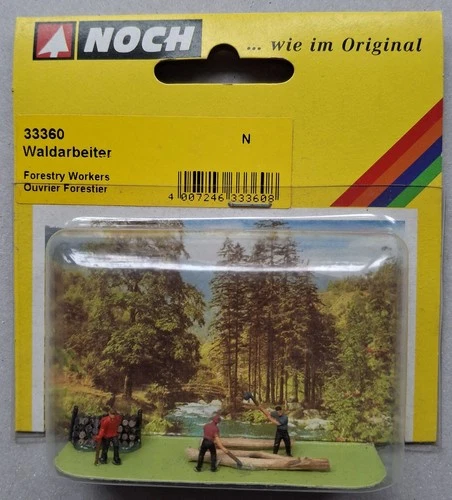 NOCH
... wie im Original
33360
N
Waldarbeiter
Forestry Workers
Ouvrier Forestier
4 007246 333608